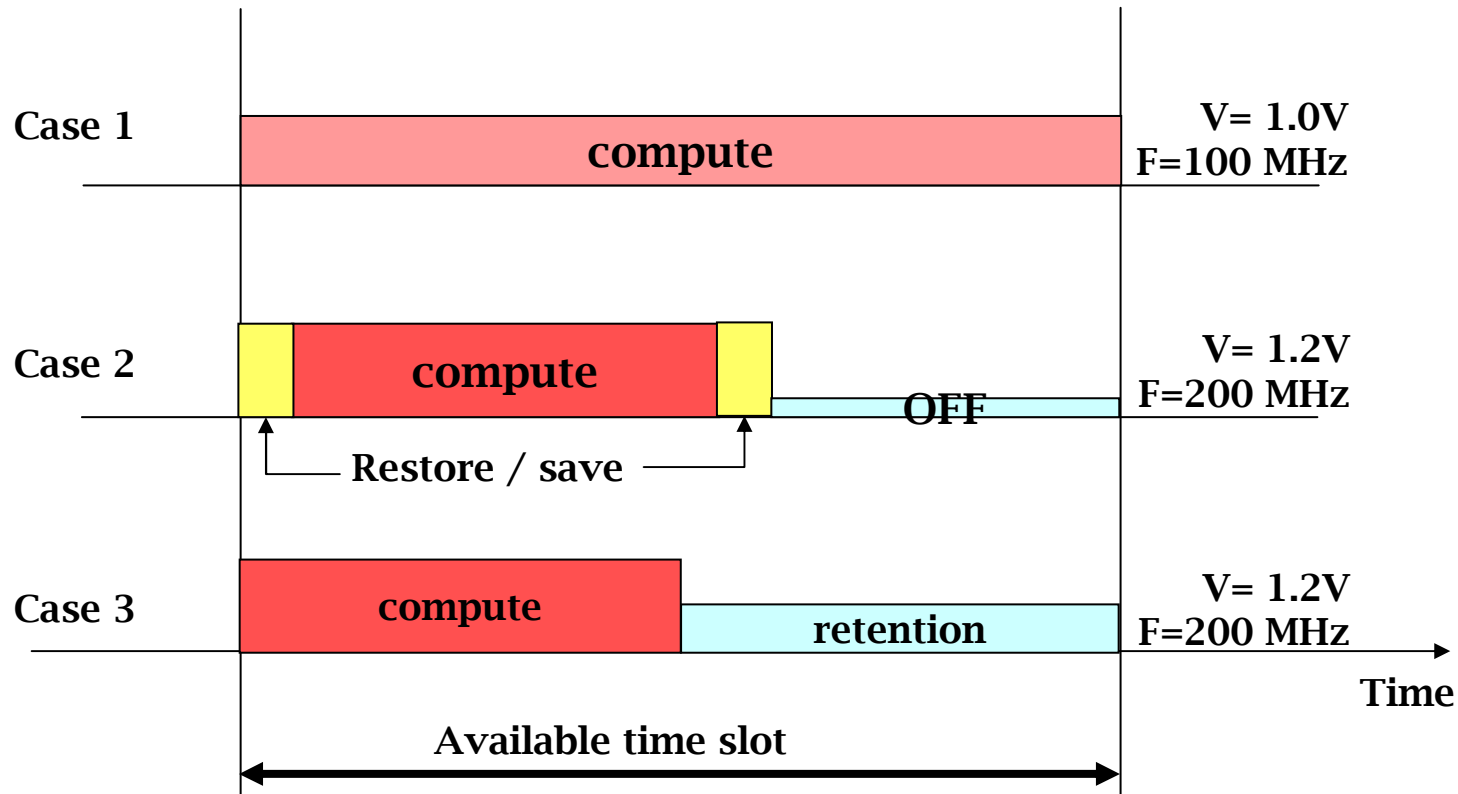 Case 1
compute
V= 1.0V
F=100 MHz
Case 2
compute
OFF
V= 1.2V
F=200 MHz
Restore / save
Case 3
compute
retention
V= 1.2V
F=200 MHz
Time
Available time slot